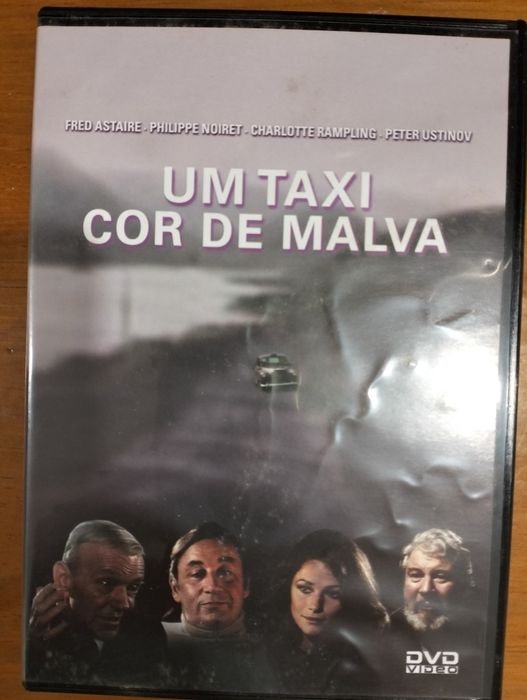 FRED ASTAIRE · PHILIPPE NOIRET · CHARLOTTE RAMPLING · PETER USTINOV
UM TAXI
COR DE MALVA
DVD
VIDEO